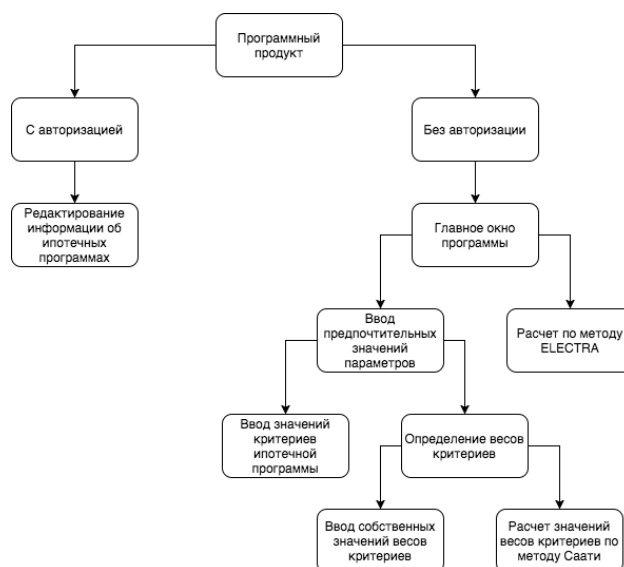 Программный
продукт
С авторизацией
Без авторизации
Редактирование
информации об
ипотечных
программах
Главное окно
программы
Ввод
предпочтительных
значений
параметров
Расчет по методу
ELECTRA
Ввод значений
критериев
ипотечной
программы
Определение весов
критериев
Ввод собственных
значений весов
критериев
Расчет значений
весов критериев по
методу Саати